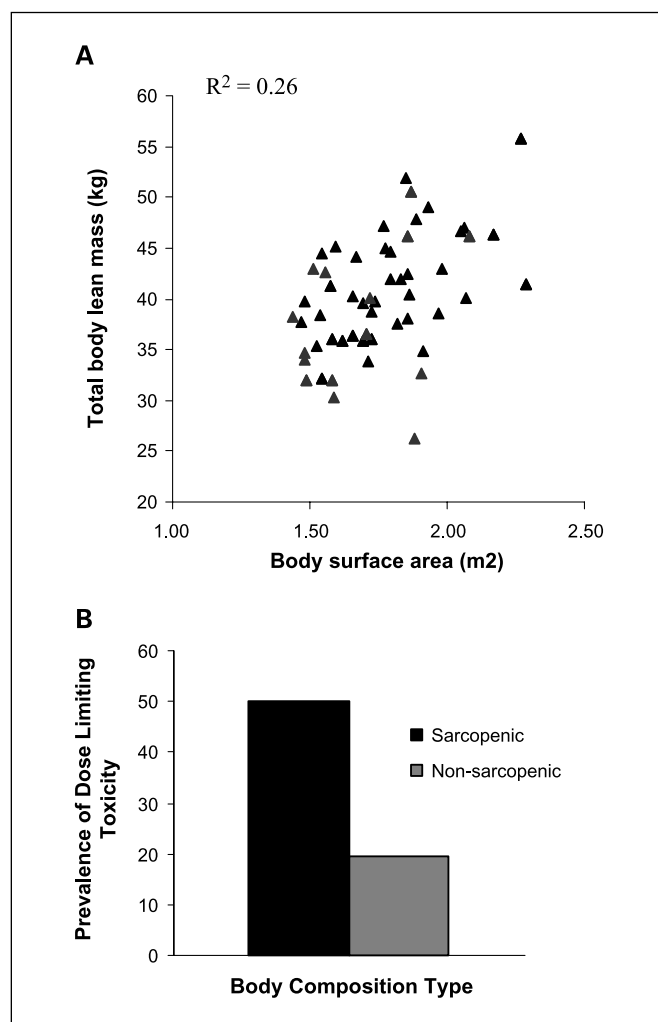 A
R² = 0.26
60
55
50
45
40
35
30
25
20
Total body lean mass (kg)
1.00 1.50 2.00 2.50
Body surface area (m2)
B
60
50
40
30
20
10
0
Prevalence of Dose Limiting
Toxicity
Sarcopenic
Non-sarcopenic
Body Composition Type